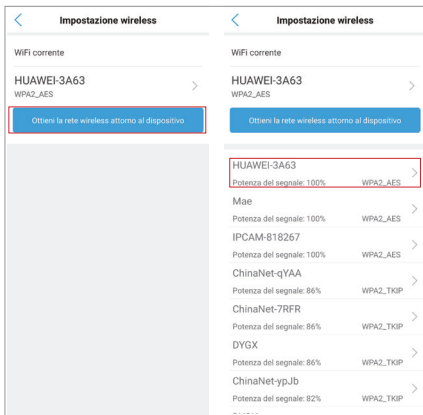 Impostazione wireless
WiFi corrente
HUAWEI-3A63
WPA2_AES
Ottieni la rete wireless attorno al dispositivo
Impostazione wireless
WiFi corrente
HUAWEI-3A63
WPA2_AES
Ottieni la rete wireless attorno al dispositivo
HUAWEI-3A63
Potenza del segnale: 100% WPA2_AES
Mae
Potenza del segnale: 100% WPA2_AES
IPCAM-818267
Potenza del segnale: 100% WPA2_AES
ChinaNet-qYAA
Potenza del segnale: 86% WPA2_TKIP
ChinaNet-7RFR
Potenza del segnale: 86% WPA2_TKIP
DYGX
Potenza del segnale: 86% WPA2_TKIP
ChinaNet-ypJb
Potenza del segnale: 82% WPA2_TKIP